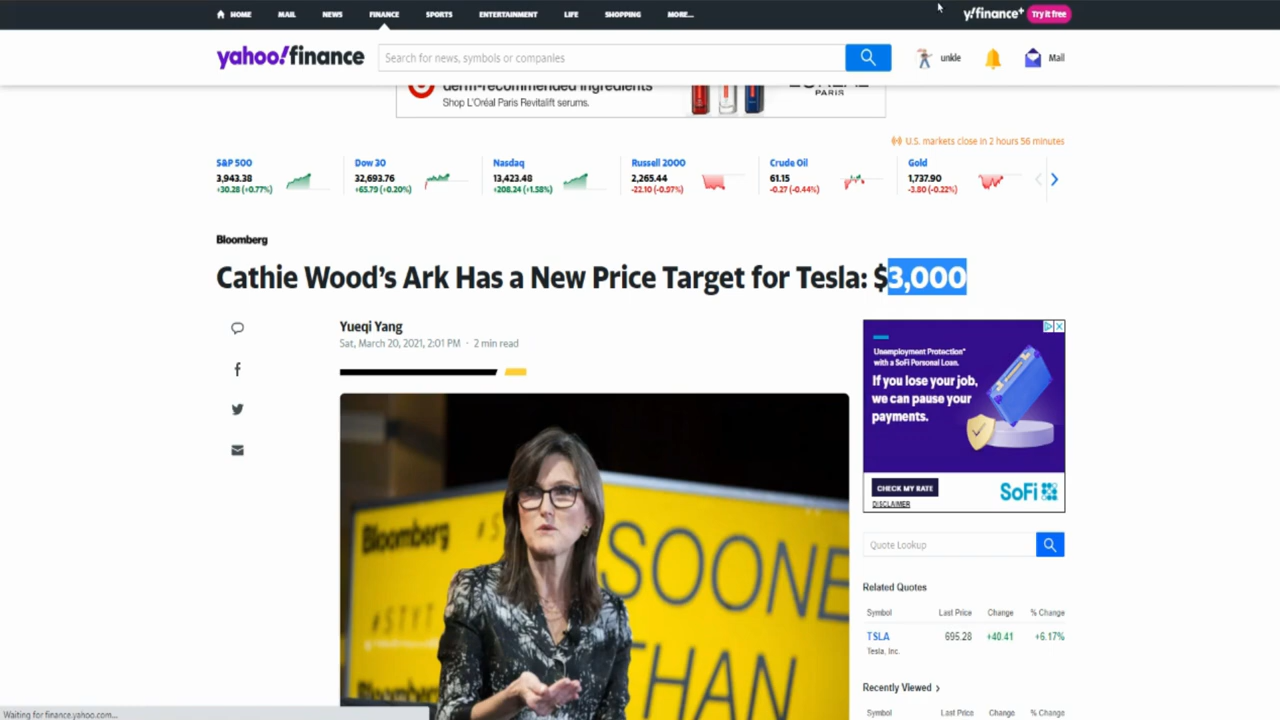 HOME MAIL NEWS FINANCE SPORTS ENTERTAINMENT LIFE SHOPPING MORE... y!finance+ Try it free
yahoo!finance Search for news, symbols or companies unkle Mail
derm-recommended ingredients
Shop L'Oréal Paris Revitalift serums.
PARIS
U.S. markets close in 2 hours 56 minutes
S&P 500 Dow 30 Nasdaq Russell 2000 Crude Oil Gold
3,943.38 32,693.76 13,423.48 2,265.44 61.15 1,737.90
+30.28 (+0.77%) +65.79 (+0.20%) +208.24 (+1.58%) -22.10 (-0.97%) -0.27 (-0.44%) -3.80 (-0.22%)
Bloomberg
Cathie Wood's Ark Has a New Price Target for Tesla: $3,000
Yueqi Yang
Sat, March 20, 2021, 2:01 PM · 2 min read
Unemployment Protection*
with a SoFi Personal Loan.
If you lose your job,
we can pause your
payments.
CHECK MY RATE
DISCLAIMER
SoFi
Bloomberg #S
SOONE
#STYT
THAN
Bloomberg
Quote Lookup
Related Quotes
Symbol Last Price Change % Change
TSLA 695.28 +40.41 +6.17%
Tesla, Inc.
Recently Viewed >
Symbol Last Price Change % Change
Waiting for finance.yahoo.com...